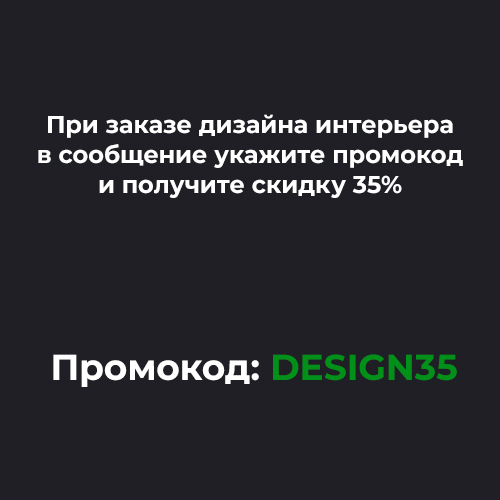 При заказе дизайна интерьера
в сообщение укажите промокод
и получите скидку 35%
Промокод: DESIGN35